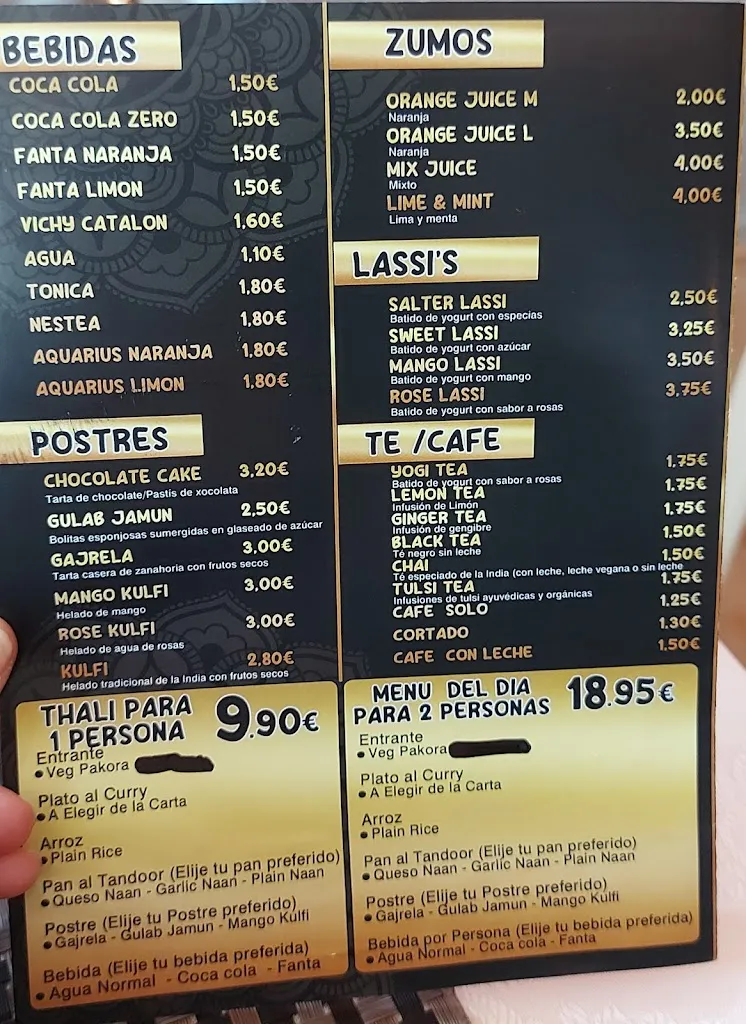 BEBIDAS
COCA COLA 1,50€
COCA COLA ZERO 1,50€
FANTA NARANJA 1,50€
FANTA LIMON 1,50€
VICHY CATALON 1,60€
AGUA 1,10€
TONICA 1,80€
NESTEA 1,80€
AQUARIUS NARANJA 1,80€
AQUARIUS LIMON 1,80€
POSTRES
CHOCOLATE CAKE 3,20€
Tarta de chocolate/Pastis de xocolata
GULAB JAMUN 2,50€
Bolitas esponjosas sumergidas en glaseado de azúcar
GAJRELA 3,00€
Tarta casera de zanahoria con frutos secos
MANGO KULFI 3,00€
Helado de mango
ROSE KULFI 3,00€
Helado de agua de rosas
KULFI 2,80€
Helado tradicional de la India con frutos secos
ZUMOS
ORANGE JUICE M 2,00€
Naranja
ORANGE JUICE L 3,50€
Naranja
MIX JUICE 4,00€
Mixto
LIME & MINT 4,00€
Lima y menta
LASSI'S
SALTER LASSI 2,50€
Batido de yogurt con especias
SWEET LASSI 3,25€
Batido de yogurt con azúcar
MANGO LASSI 3,50€
Batido de yogurt con mango
ROSE LASSI 3,75€
Batido de yogurt con sabor a rosas
TE /CAFE
YOGI TEA 1,75€
Batido de yogurt con sabor a rosas
LEMON TEA 1.75€
Infusión de Limón
GINGER TEA 1.75€
Infusión de gengibre
BLACK TEA 1.50€
Té negro sin leche
CHAI 1.50€
Té especiado de la India (con leche, leche vegana o sin leche
TULSI TEA 1.75€
Infusiones de tulsi ayuvédicas y orgánicas
CAFE SOLO 1.25€
CORTADO 1.30€
CAFE CON LECHE 1.50€
THALI PARA
1 PERSONA 9.90€
Entrante
• Veg Pakora
Plato al Curry
• A Elegir de la Carta
Arroz
• Plain Rice
Pan al Tandoor (Elije tu pan preferido)
• Queso Naan - Garlic Naan - Plain Naan
Postre (Elije tu Postre preferido)
• Gajrela - Gulab Jamun - Mango Kulfi
Bebida (Elije tu bebida preferida)
• Agua Normal - Coca cola - Fanta
MENU DEL DIA
PARA 2 PERSONAS 18.95€
Entrante
• Veg Pakora
Plato al Curry
• A Elegir de la Carta
Arroz
• Plain Rice
Pan al Tandoor (Elije tu pan preferido)
• Queso Naan - Garlic Naan - Plain Naan
Postre (Elije tu Postre preferido)
• Gajrela - Gulab Jamun - Mango Kulfi
Bebida por Persona (Elije tu bebida preferida)
• Agua Normal - Coca cola - Fanta